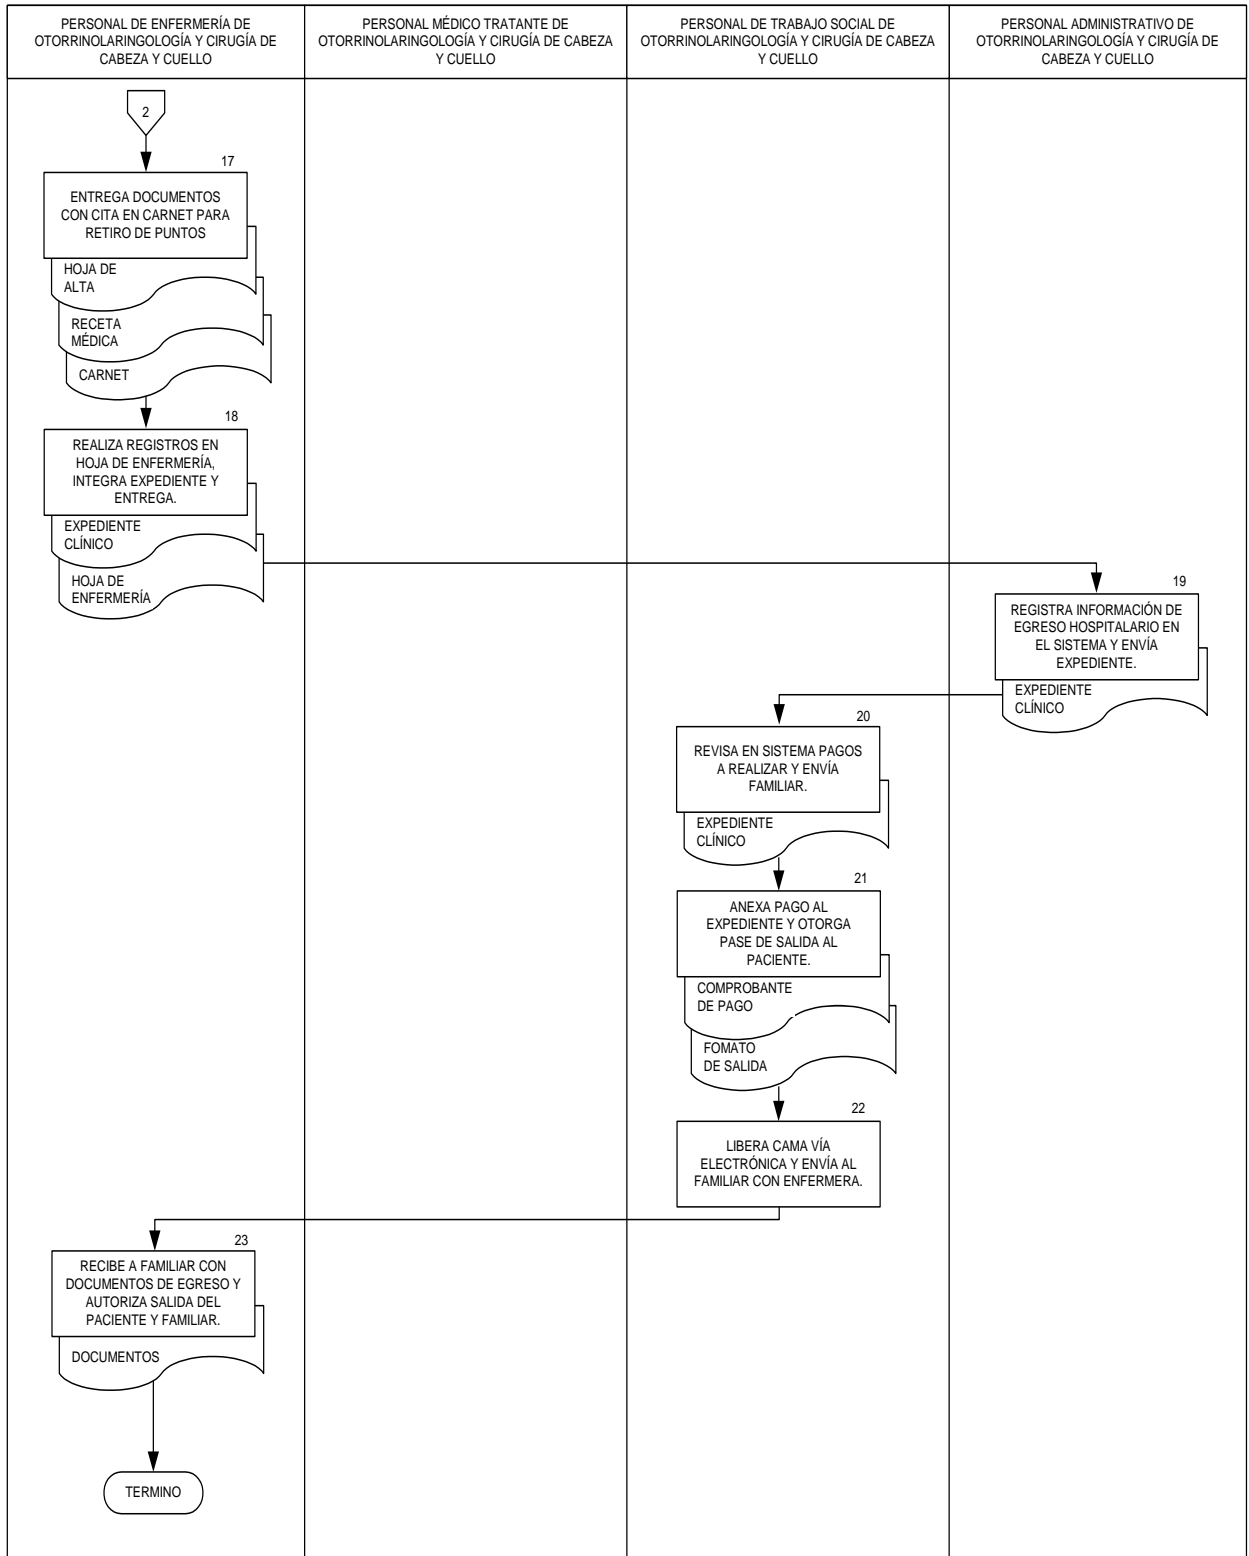 PERSONAL DE ENFERMERÍA DE
OTORRINOLARINGOLOGÍA Y CIRUGÍA DE
CABEZA Y CUELLO
PERSONAL MÉDICO TRATANTE DE
OTORRINOLARINGOLOGÍA Y CIRUGÍA DE CABEZA
Y CUELLO
PERSONAL DE TRABAJO SOCIAL DE
OTORRINOLARINGOLOGÍA Y CIRUGÍA DE CABEZA
Y CUELLO
PERSONAL ADMINISTRATIVO DE
OTORRINOLARINGOLOGÍA Y CIRUGÍA DE
CABEZA Y CUELLO
2
17
ENTREGA DOCUMENTOS
CON CITA EN CARNET PARA
RETIRO DE PUNTOS
HOJA DE
ALTA
RECETA
MÉDICA
CARNET
18
REALIZA REGISTROS EN
HOJA DE ENFERMERÍA,
INTEGRA EXPEDIENTE Y
ENTREGA.
EXPEDIENTE
CLÍNICO
HOJA DE
ENFERMERÍA
19
REGISTRA INFORMACIÓN DE
EGRESO HOSPITALARIO EN
EL SISTEMA Y ENVÍA
EXPEDIENTE.
EXPEDIENTE
CLÍNICO
20
REVISA EN SISTEMA PAGOS
A REALIZAR Y ENVÍA
FAMILIAR.
EXPEDIENTE
CLÍNICO
21
ANEXA PAGO AL
EXPEDIENTE Y OTORGA
PASE DE SALIDA AL
PACIENTE.
COMPROBANTE
DE PAGO
FOMATO
DE SALIDA
22
LIBERA CAMA VÍA
ELECTRÓNICA Y ENVÍA AL
FAMILIAR CON ENFERMERA.
23
RECIBE A FAMILIAR CON
DOCUMENTOS DE EGRESO Y
AUTORIZA SALIDA DEL
PACIENTE Y FAMILIAR.
DOCUMENTOS
TERMINO